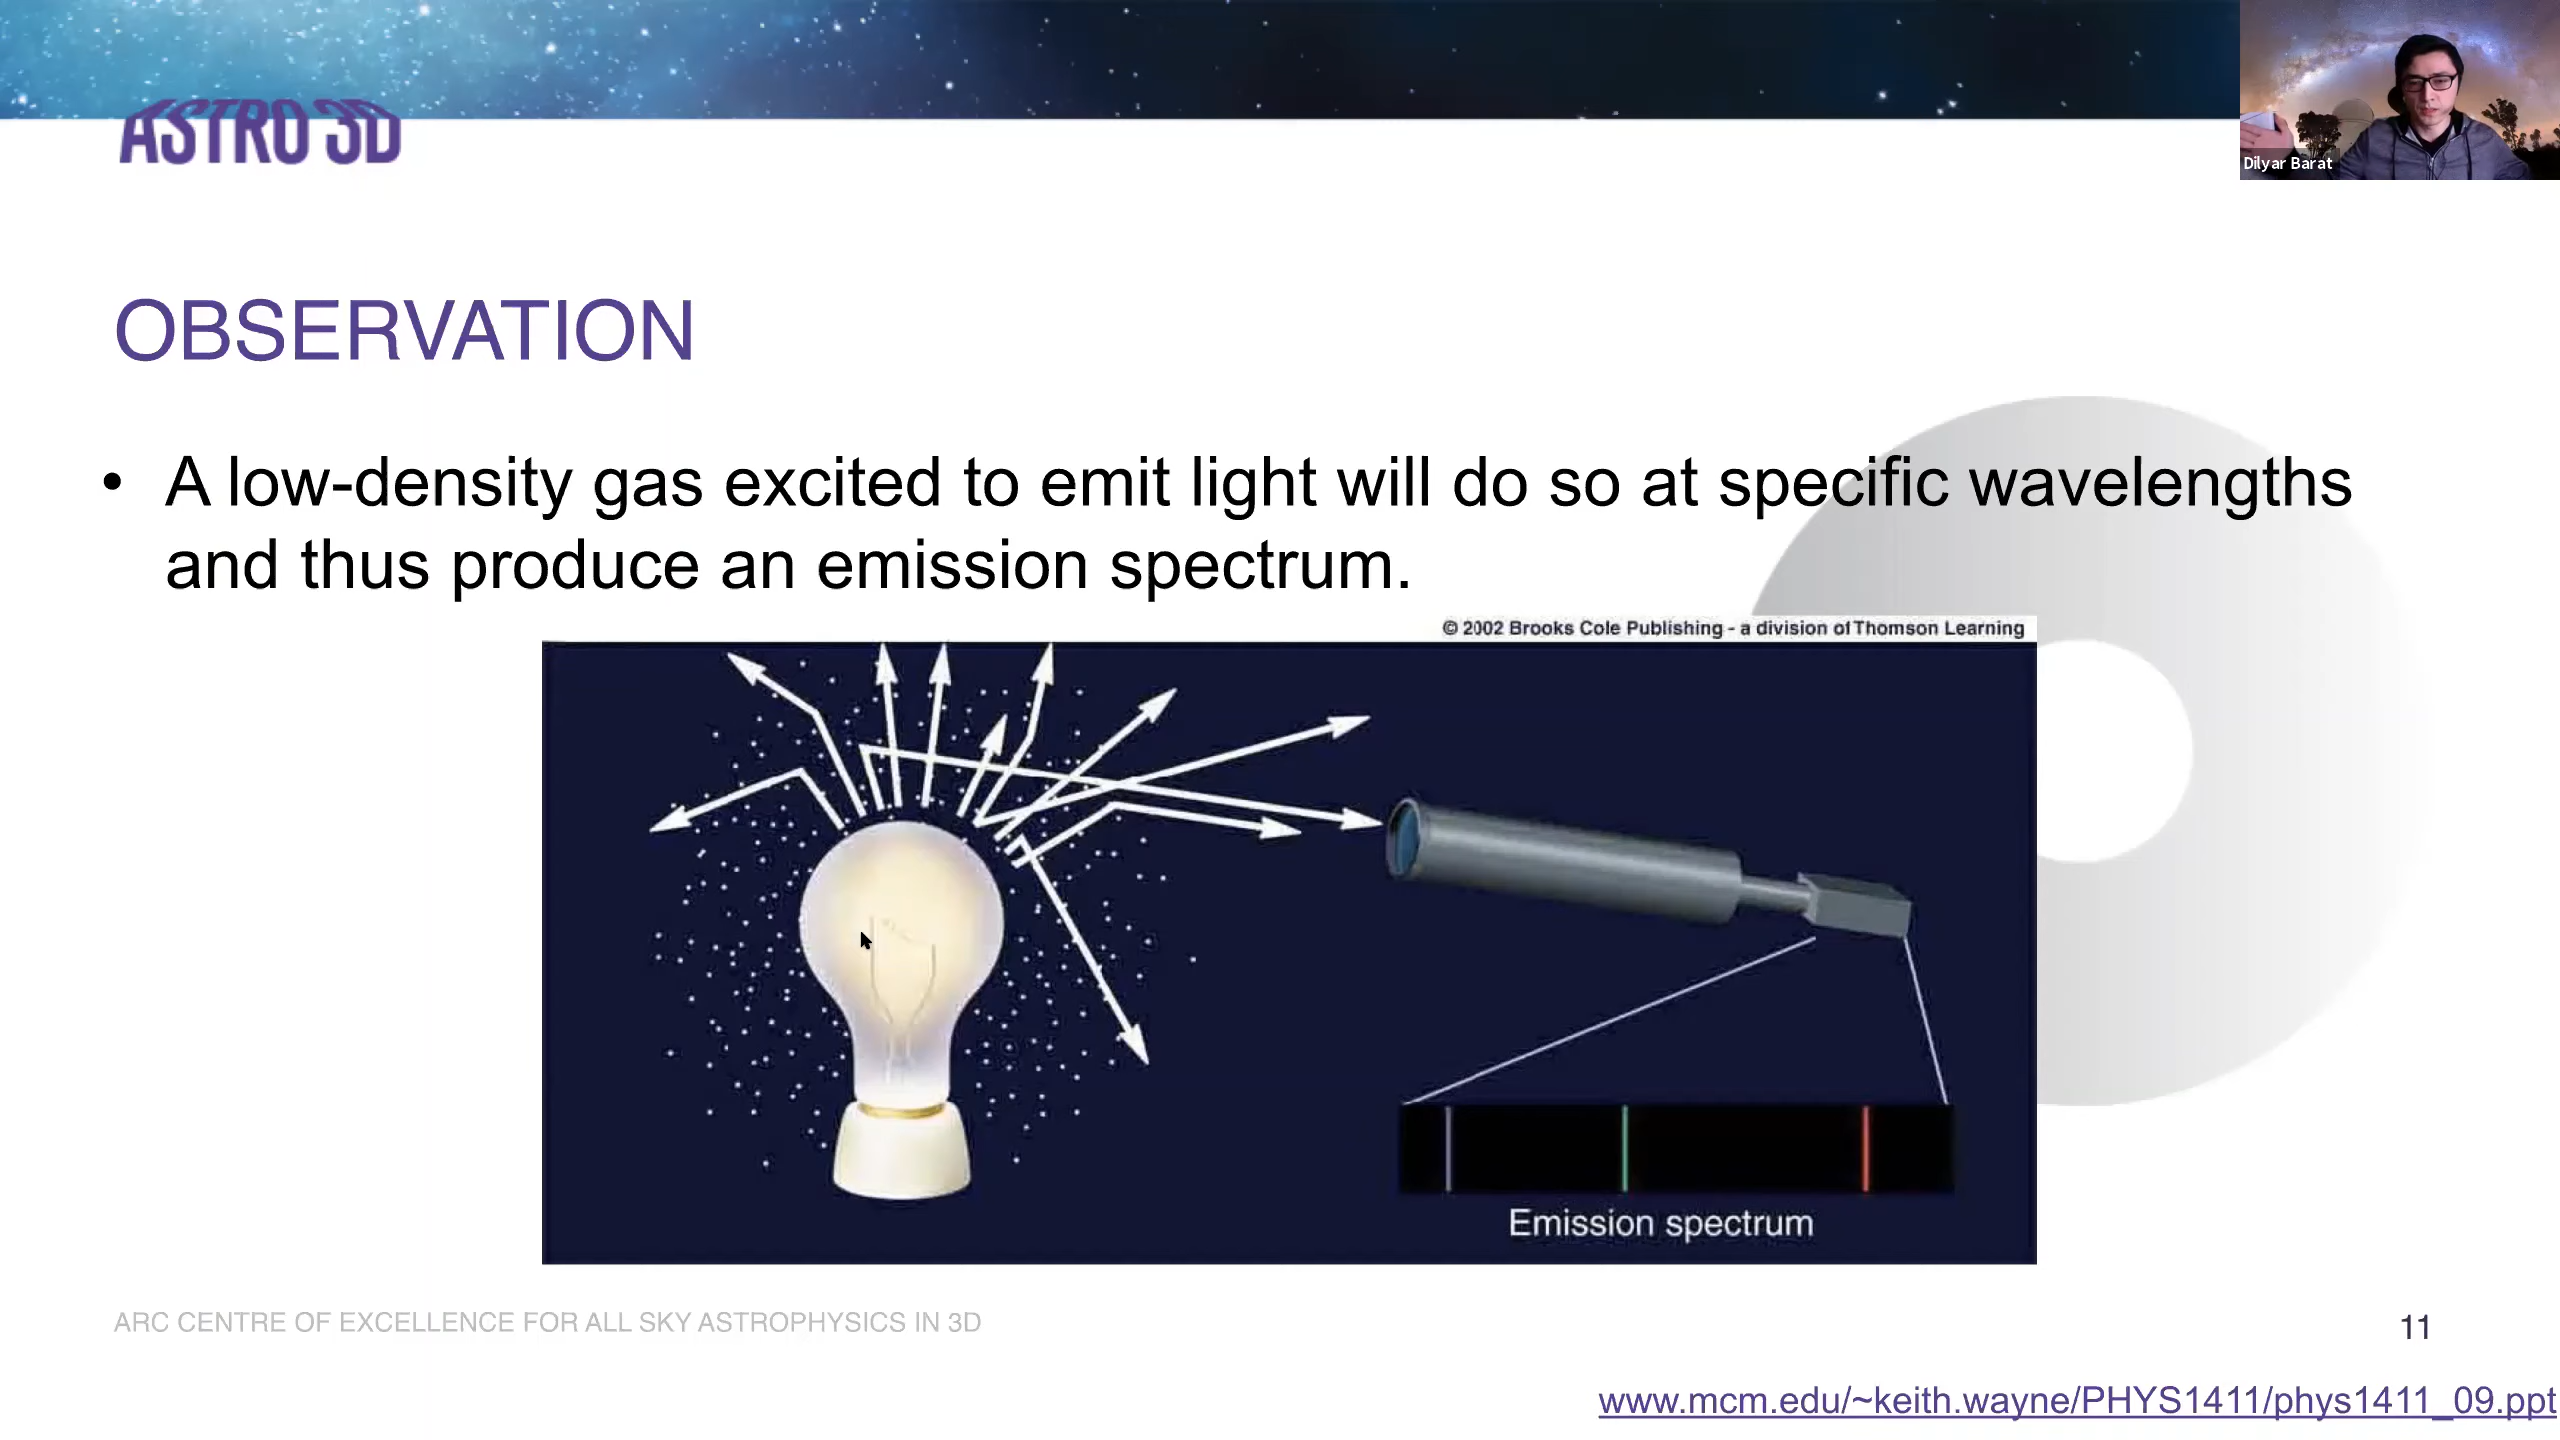 ASTRO 3D
Dilyar Barat
OBSERVATION
• A low-density gas excited to emit light will do so at specific wavelengths
and thus produce an emission spectrum.
© 2002 Brooks Cole Publishing - a division of Thomson Learning
Emission spectrum
ARC CENTRE OF EXCELLENCE FOR ALL SKY ASTROPHYSICS IN 3D
11
www.mcm.edu/~keith.wayne/PHYS1411/phys1411_09.ppt